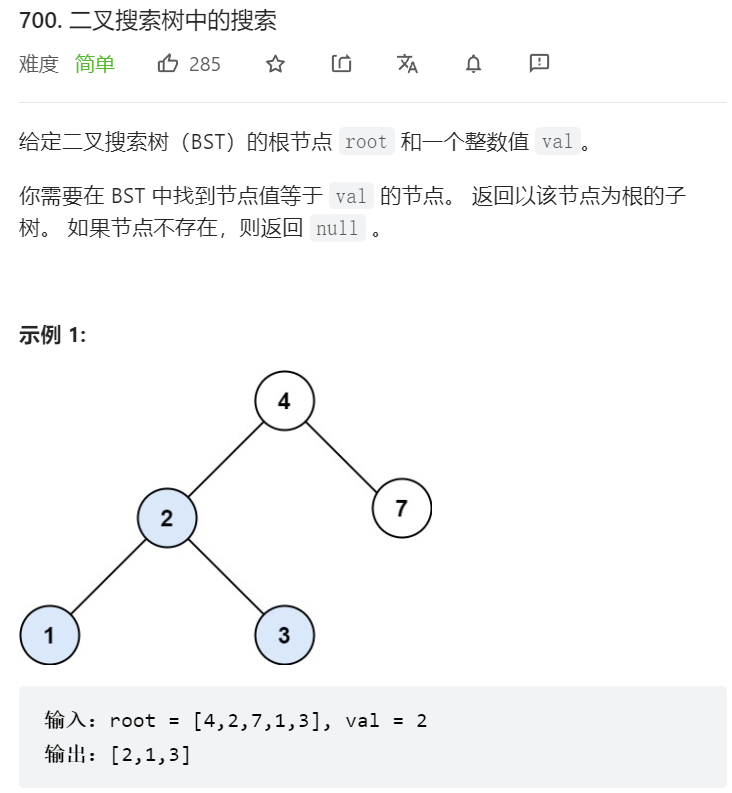 700. 二叉搜索树中的搜索
难度 简单 285
给定二叉搜索树（BST）的根节点 root 和一个整数值 val。
你需要在 BST 中找到节点值等于 val 的节点。 返回以该节点为根的子
树。 如果节点不存在，则返回 null 。
示例 1:
4
2
7
1
3
输入：root = [4,2,7,1,3], val = 2
输出：[2,1,3]